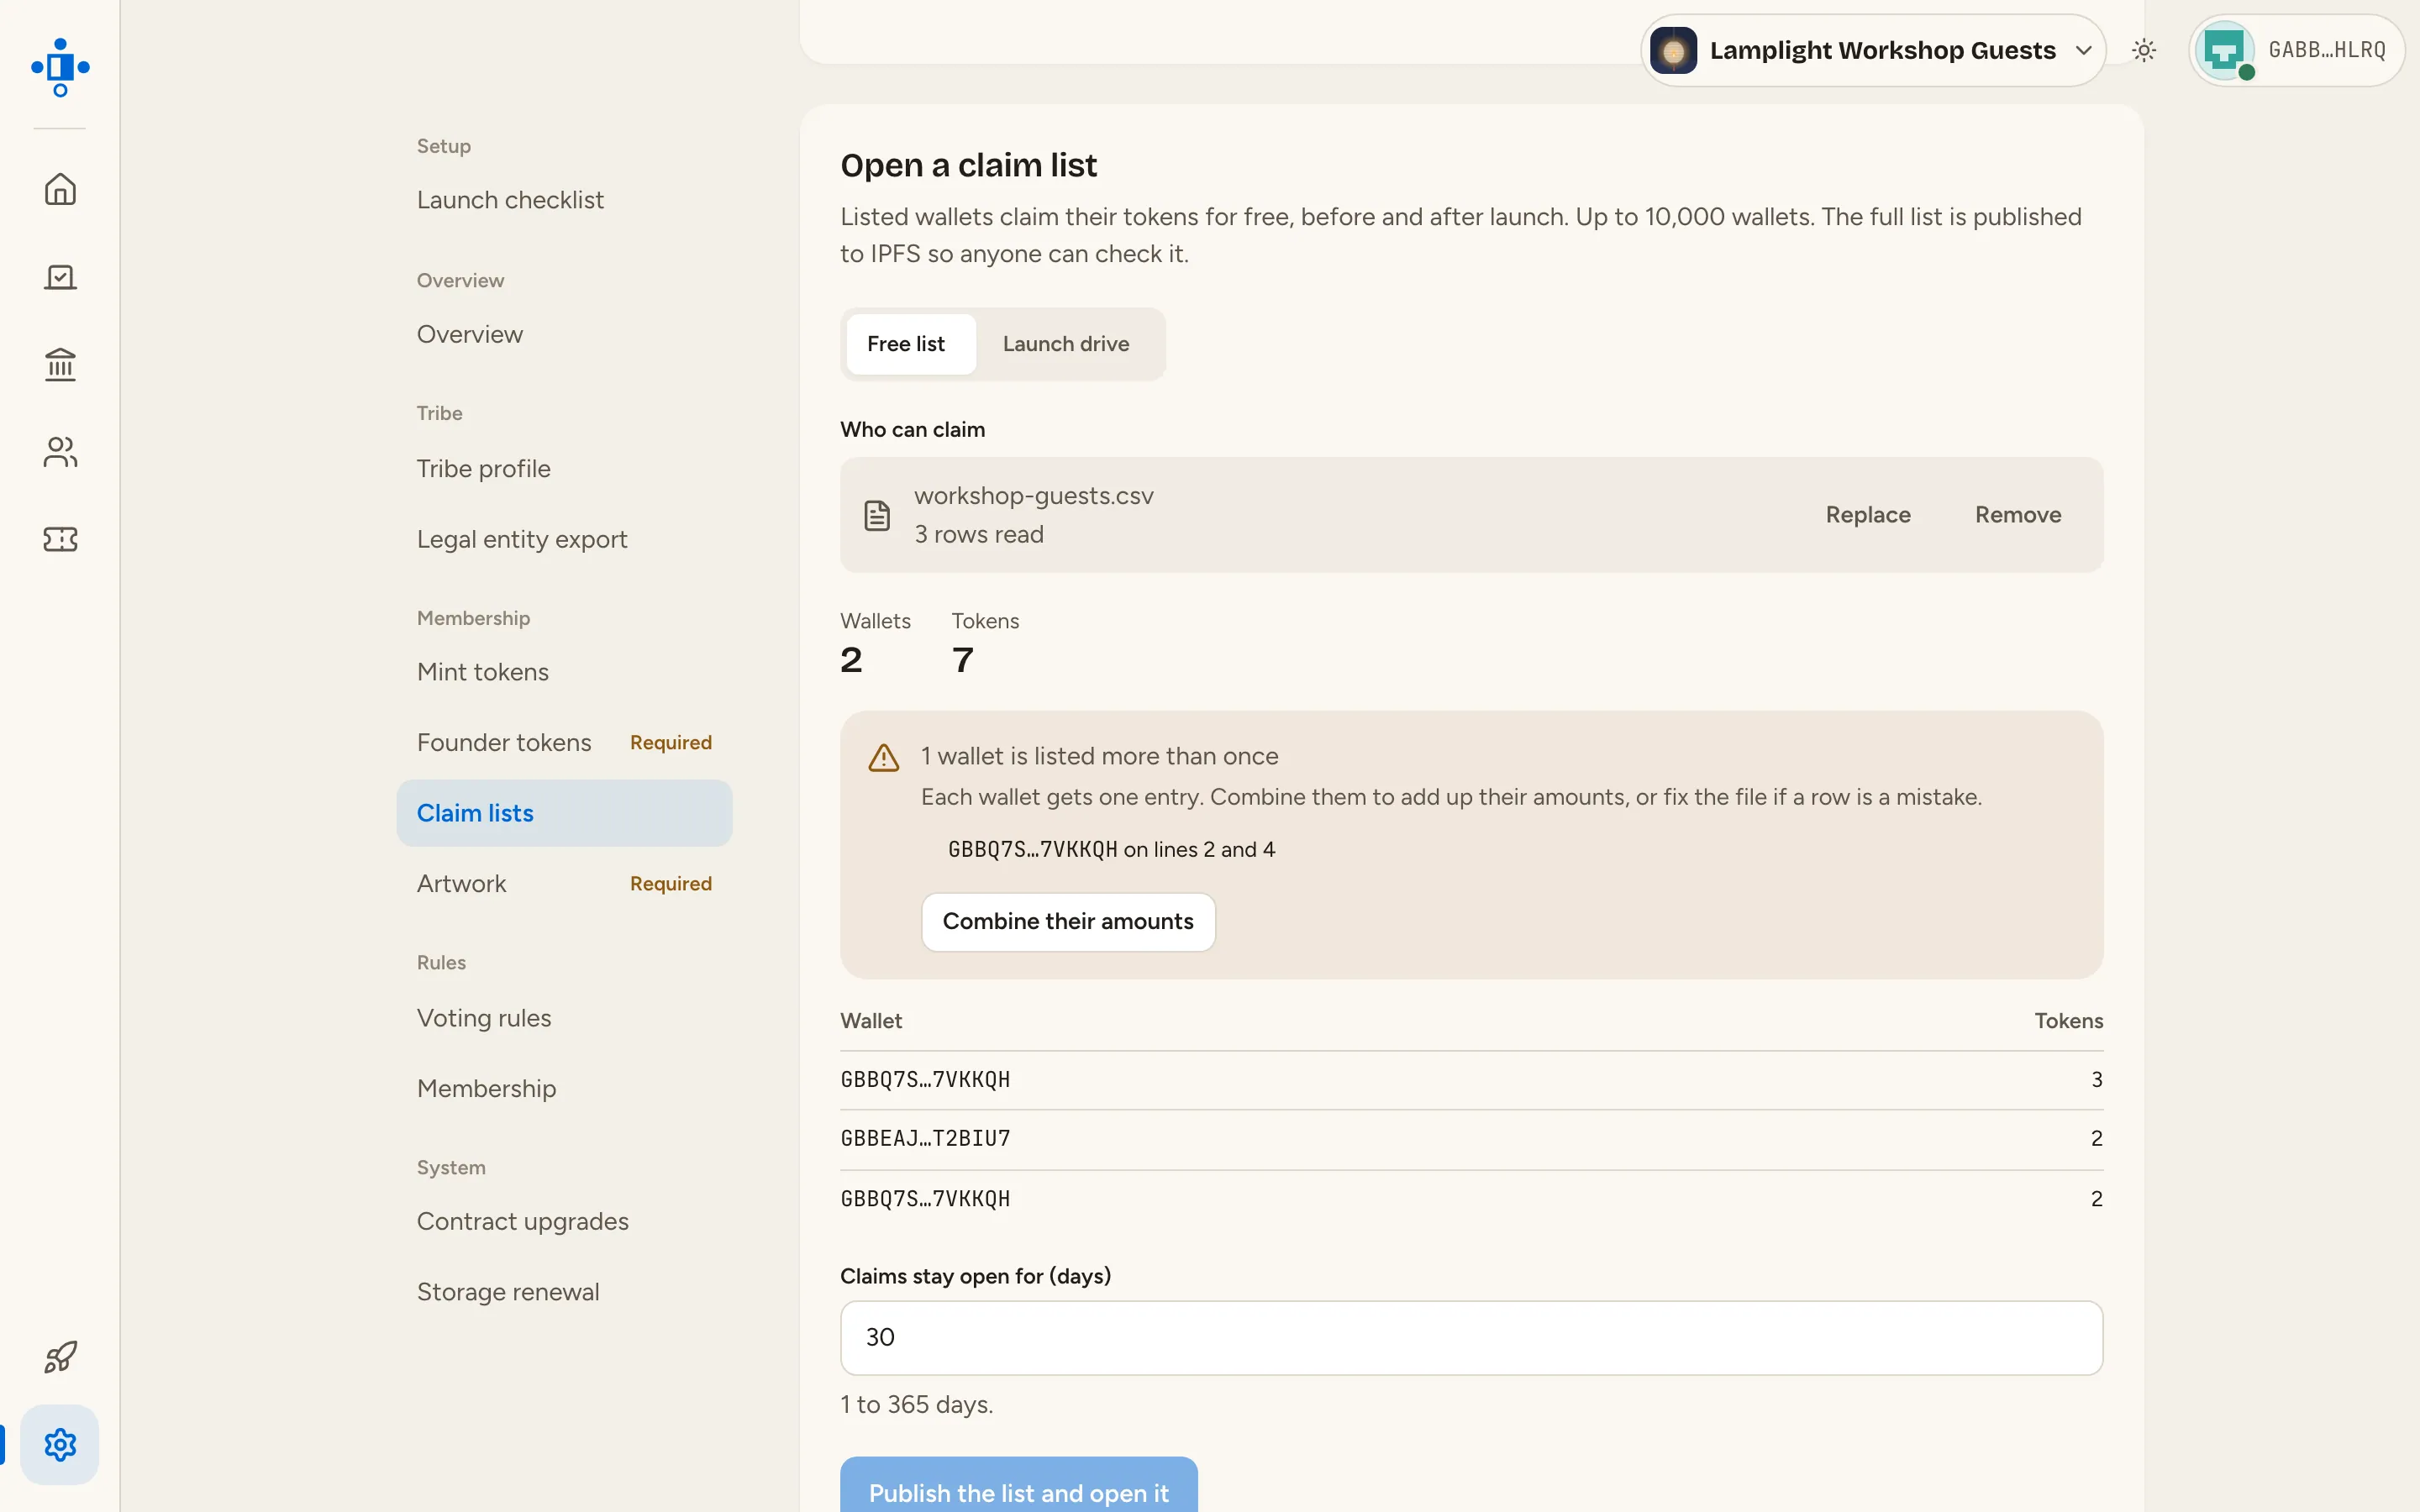 Lamplight Workshop Guests
GABB…HLRQ
Setup
Launch checklist
Overview
Overview
Tribe
Tribe profile
Legal entity export
Membership
Mint tokens
Founder tokens Required
Claim lists
Artwork Required
Rules
Voting rules
Membership
System
Contract upgrades
Storage renewal
Open a claim list
Listed wallets claim their tokens for free, before and after launch. Up to 10,000 wallets. The full list is published
to IPFS so anyone can check it.
Free list Launch drive
Who can claim
workshop-guests.csv
3 rows read
Replace Remove
Wallets Tokens
2 7
1 wallet is listed more than once
Each wallet gets one entry. Combine them to add up their amounts, or fix the file if a row is a mistake.
GBBQ7S…7VKKQH on lines 2 and 4
Combine their amounts
Wallet Tokens
GBBQ7S…7VKKQH 3
GBBEAJ…T2BIU7 2
GBBQ7S…7VKKQH 2
Claims stay open for (days)
30
1 to 365 days.
Publish the list and open it